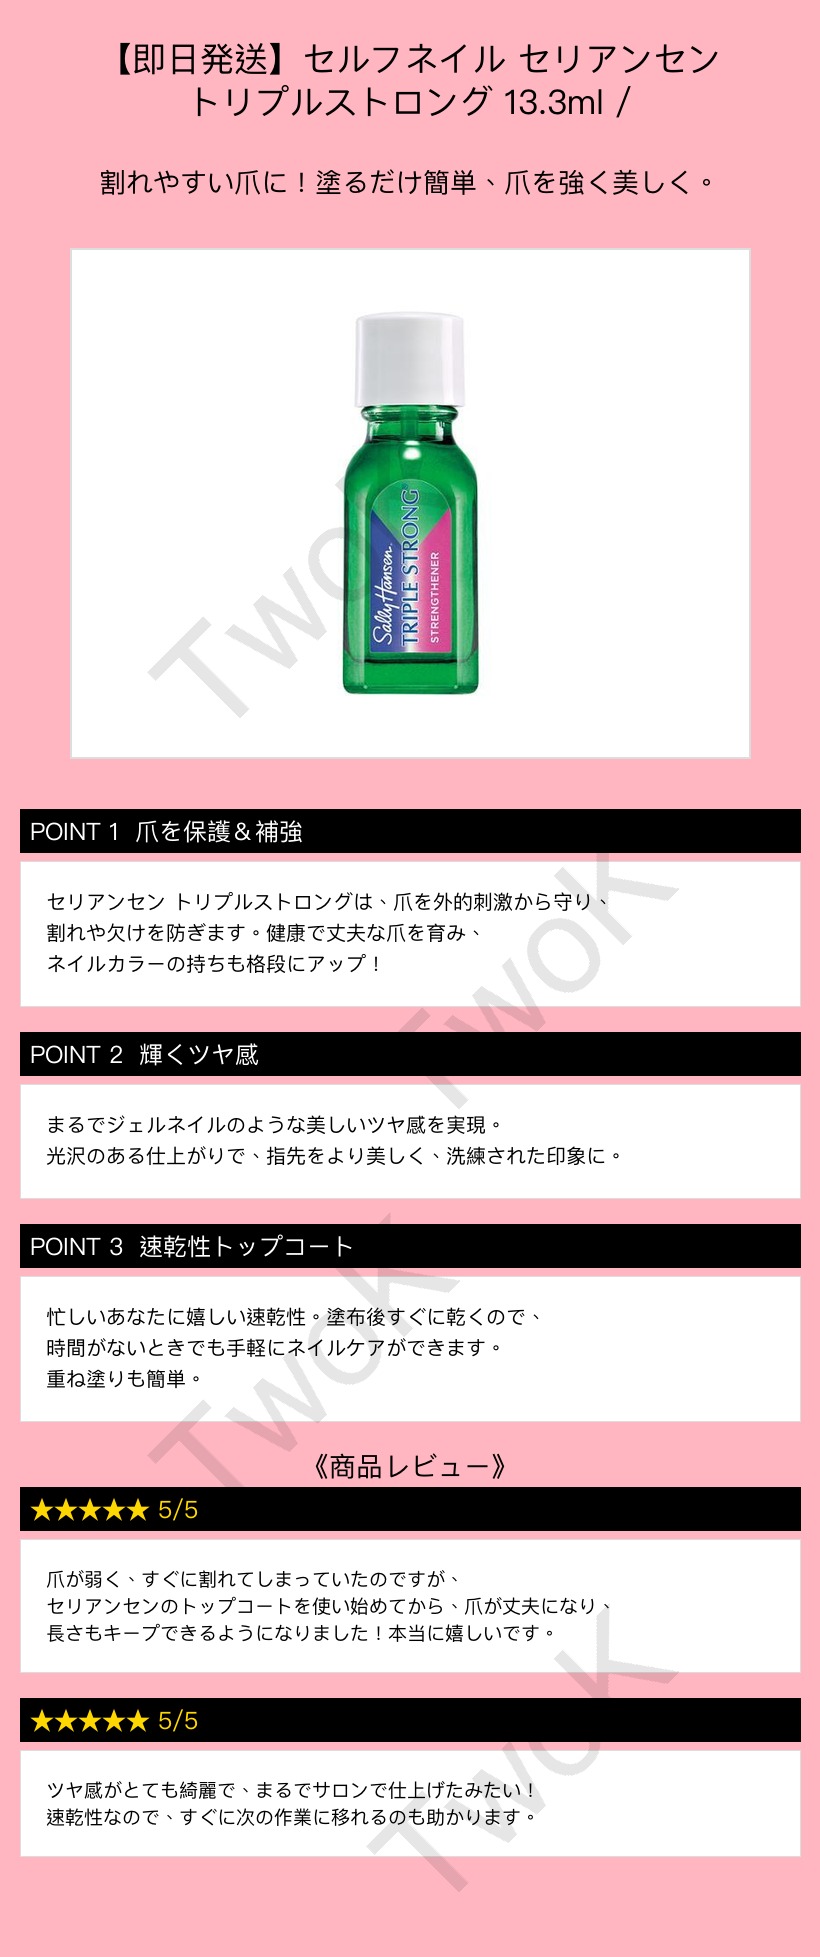 【即日発送】セルフネイル セリアンセン
トリプルストロング 13.3ml /
割れやすい爪に！塗るだけ簡単、爪を強く美しく。
Sally Hansen.
TRIPLE STRONG
STRENGTHENER
TwoK
POINT 1 爪を保護＆補強
セリアンセン トリプルストロングは、爪を外的刺激から守り、
割れや欠けを防ぎます。健康で丈夫な爪を育み、
ネイルカラーの持ちも格段にアップ！
TwoK
POINT 2 輝くツヤ感
まるでジェルネイルのような美しいツヤ感を実現。
光沢のある仕上がりで、指先をより美しく、洗練された印象に。
POINT 3 速乾性トップコート
忙しいあなたに嬉しい速乾性。塗布後すぐに乾くので、
時間がないときでも手軽にネイルケアができます。
重ね塗りも簡単。
TwoK
《商品レビュー》
★★★★★ 5/5
爪が弱く、すぐに割れてしまっていたのですが、
セリアンセンのトップコートを使い始めてから、爪が丈夫になり、
長さもキープできるようになりました！本当に嬉しいです。
★★★★★ 5/5
ツヤ感がとても綺麗で、まるでサロンで仕上げたみたい！
速乾性なので、すぐに次の作業に移れるのも助かります。
TwoK